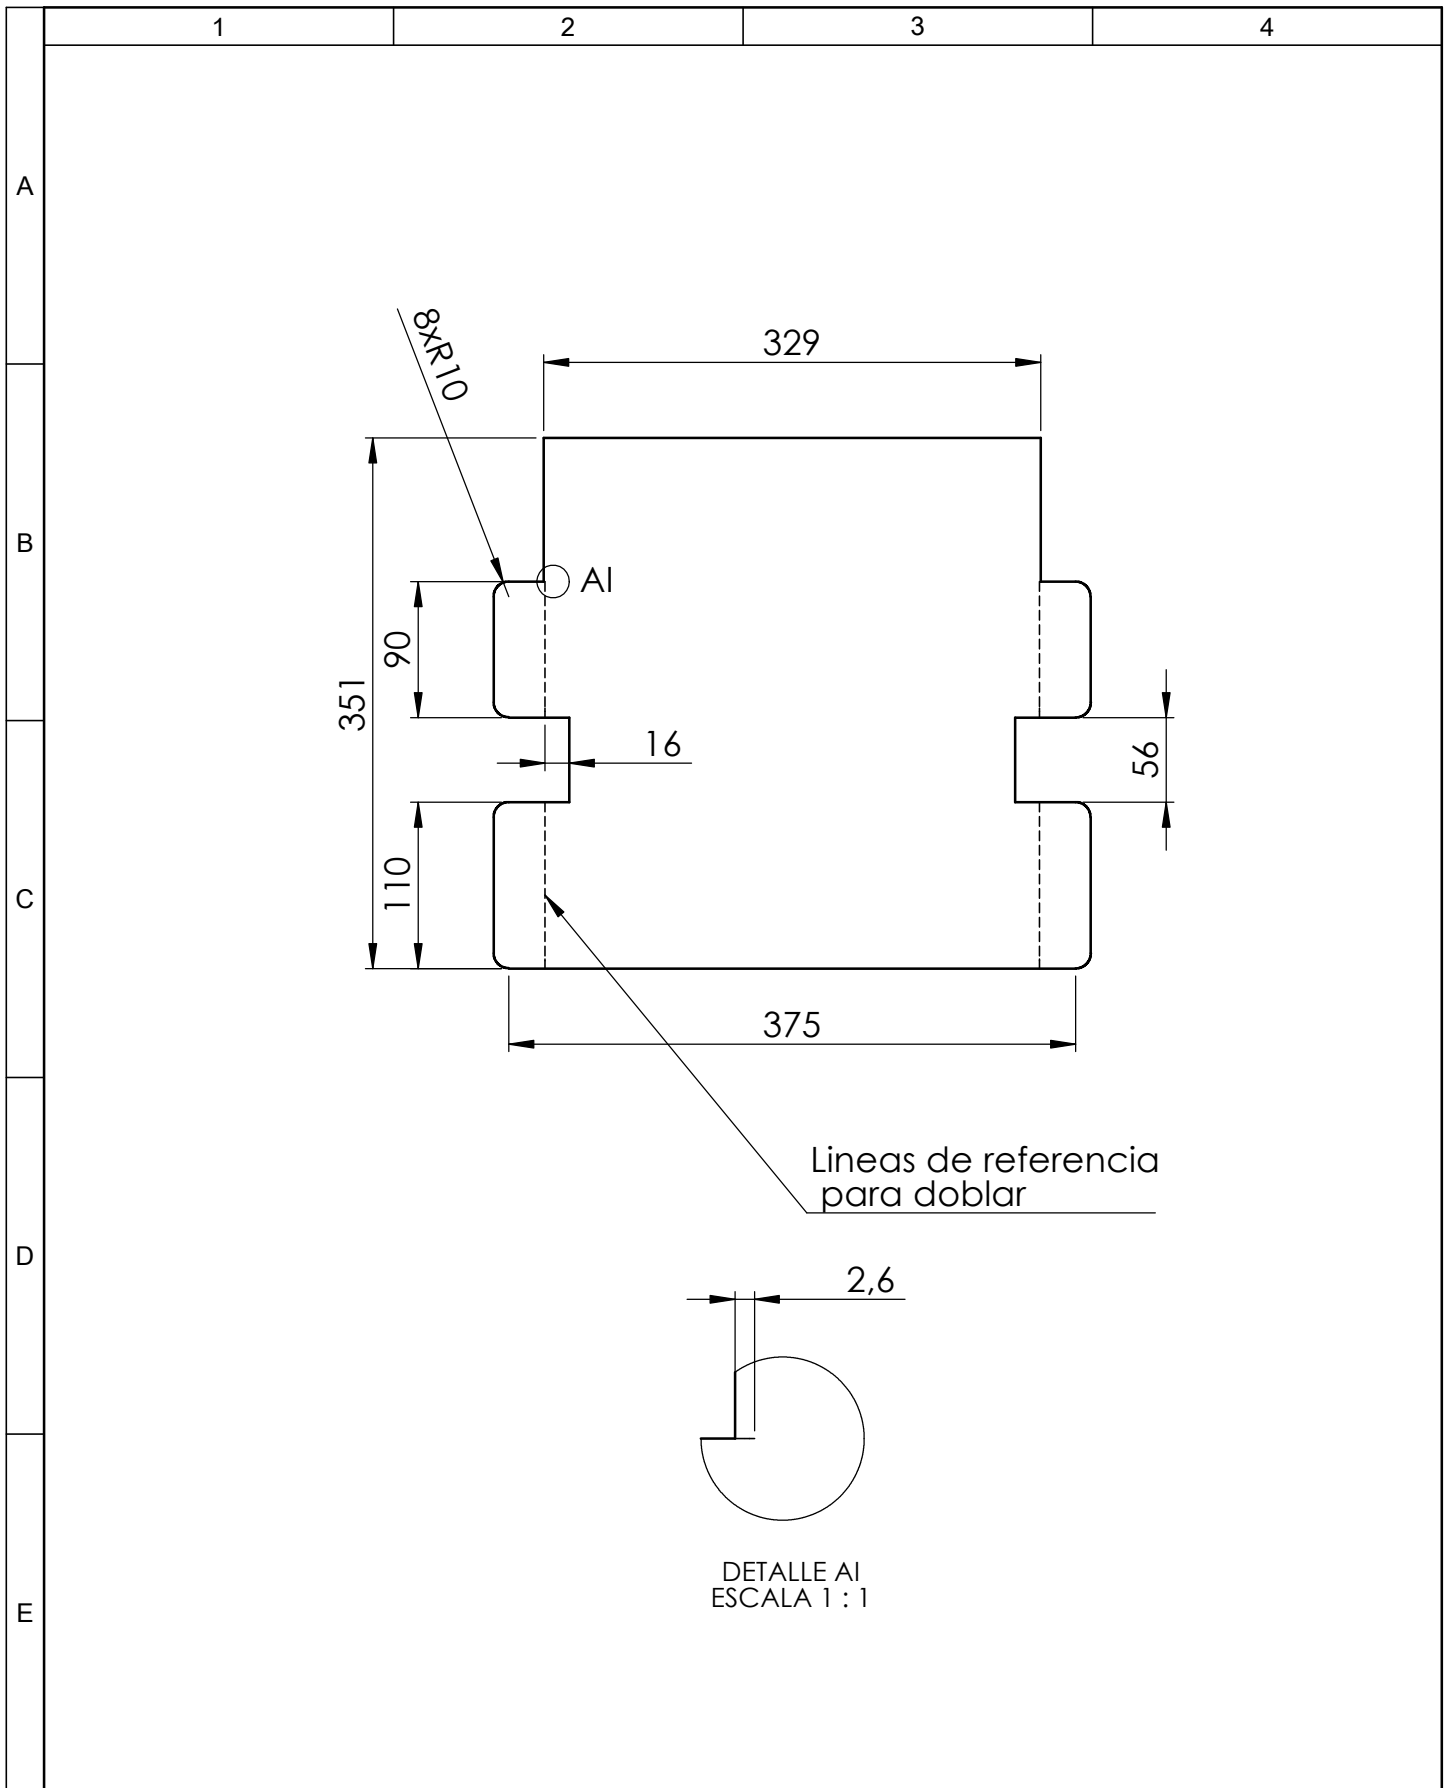 1
2
3
4
A
B
C
D
E
8xR10
329
AI
90
351
16
56
110
375
Lineas de referencia
para doblar
2,6
DETALLE AI
ESCALA 1 : 1